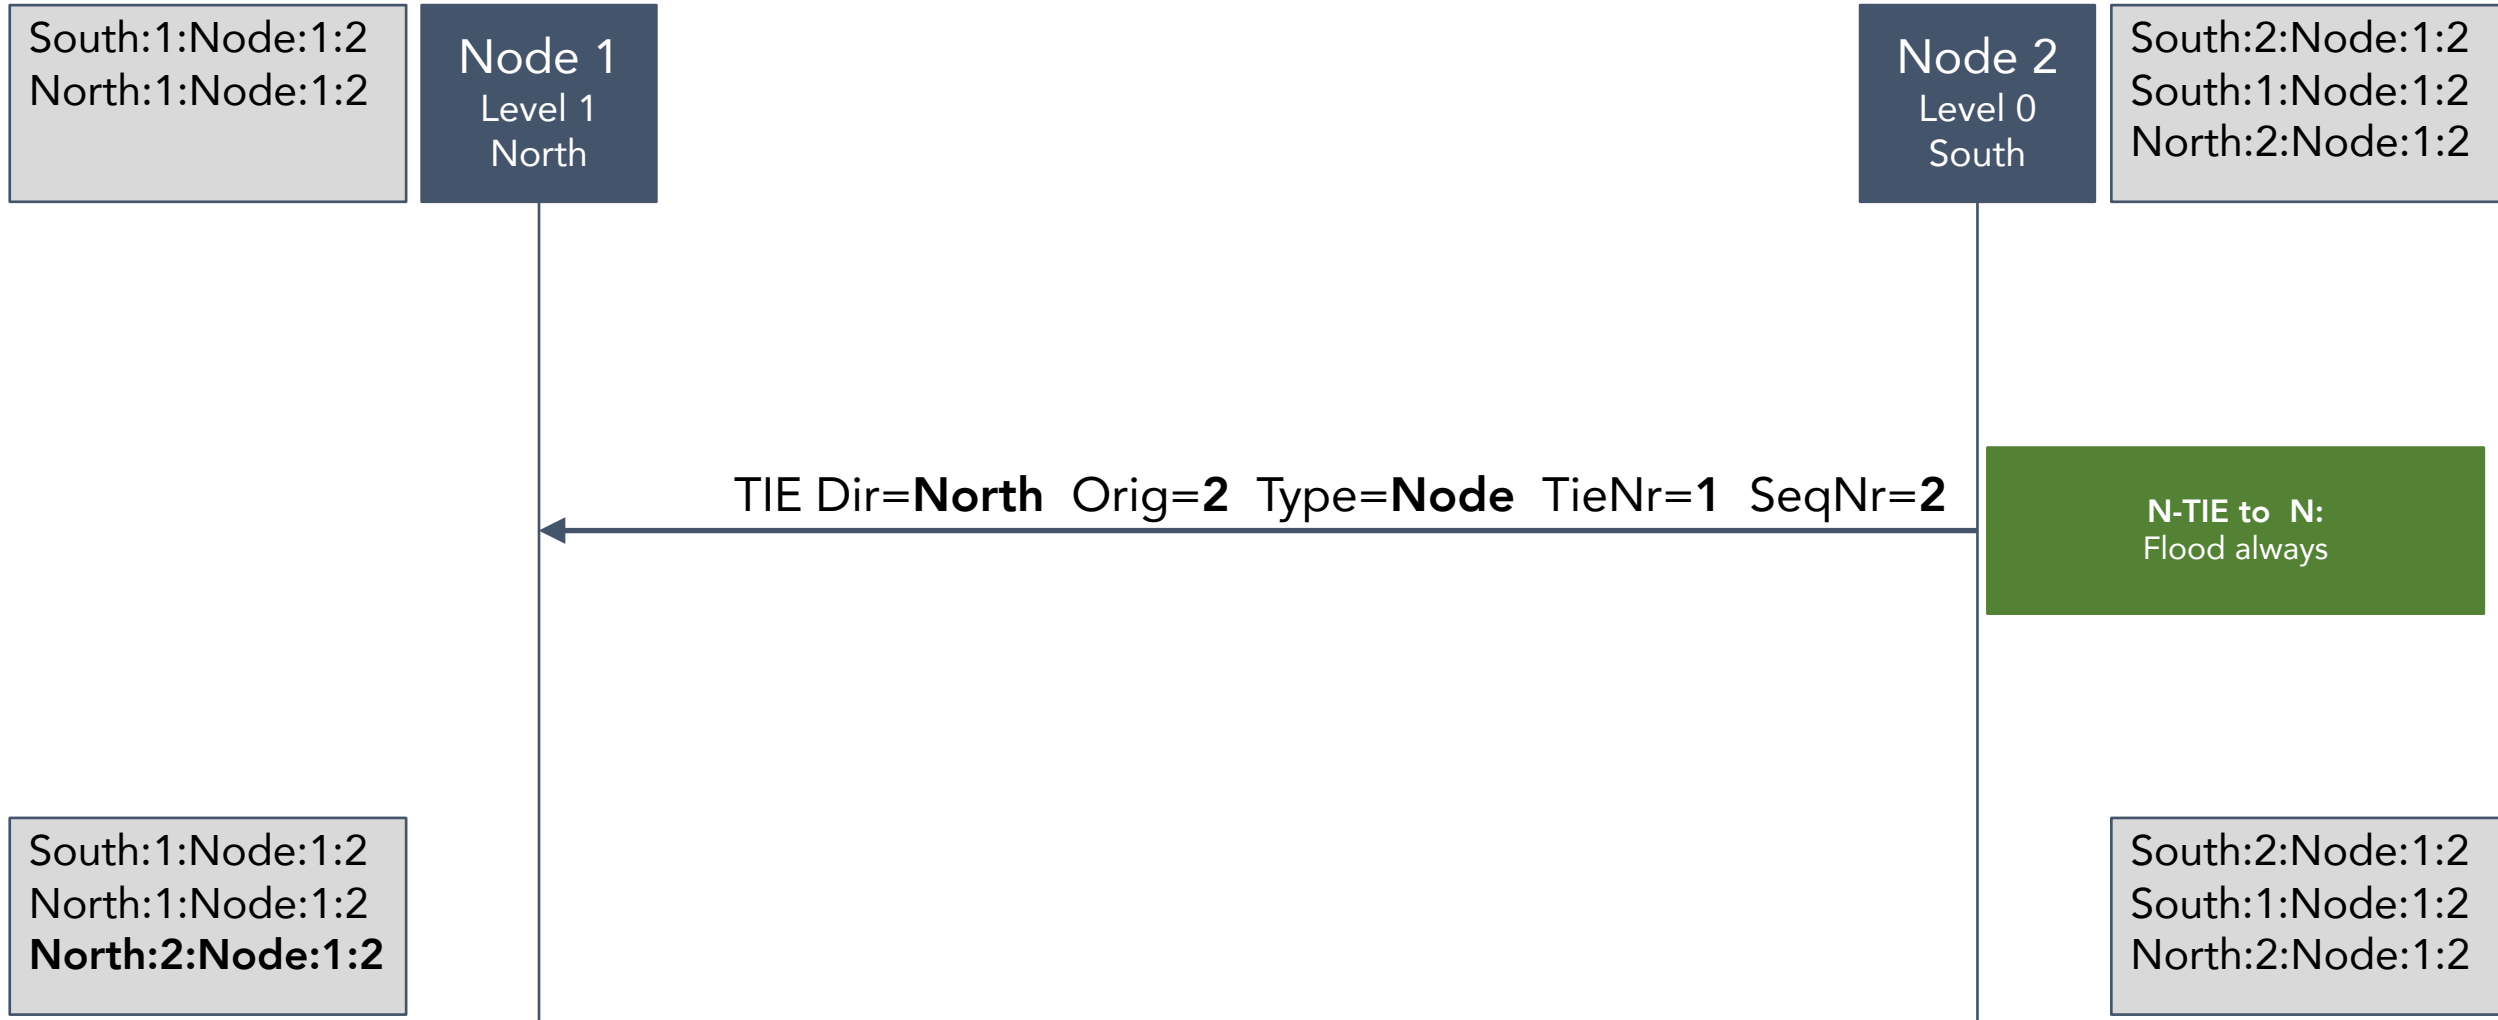 South:1:Node:1:2
North:1:Node:1:2
Node 1
Level 1
North
Node 2
Level 0
South
South:2:Node:1:2
South:1:Node:1:2
North:2:Node:1:2
TIE Dir=North Orig=2 Type=Node TieNr=1 SeqNr=2
N-TIE to N:
Flood always
South:1:Node:1:2
North:1:Node:1:2
North:2:Node:1:2
South:2:Node:1:2
South:1:Node:1:2
North:2:Node:1:2